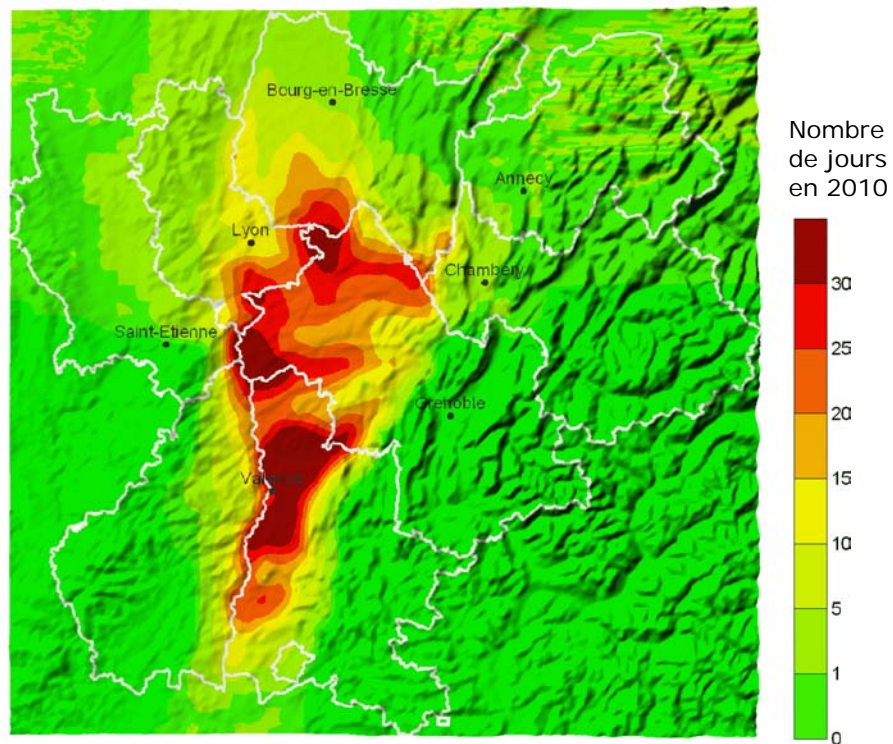 Bourg-en-Bresse
Annecy
Lyon
Chambéry
Saint-Etienne
Grenoble
Valence
Nombre
de jours
en 2010
30
25
20
15
10
5
1
0